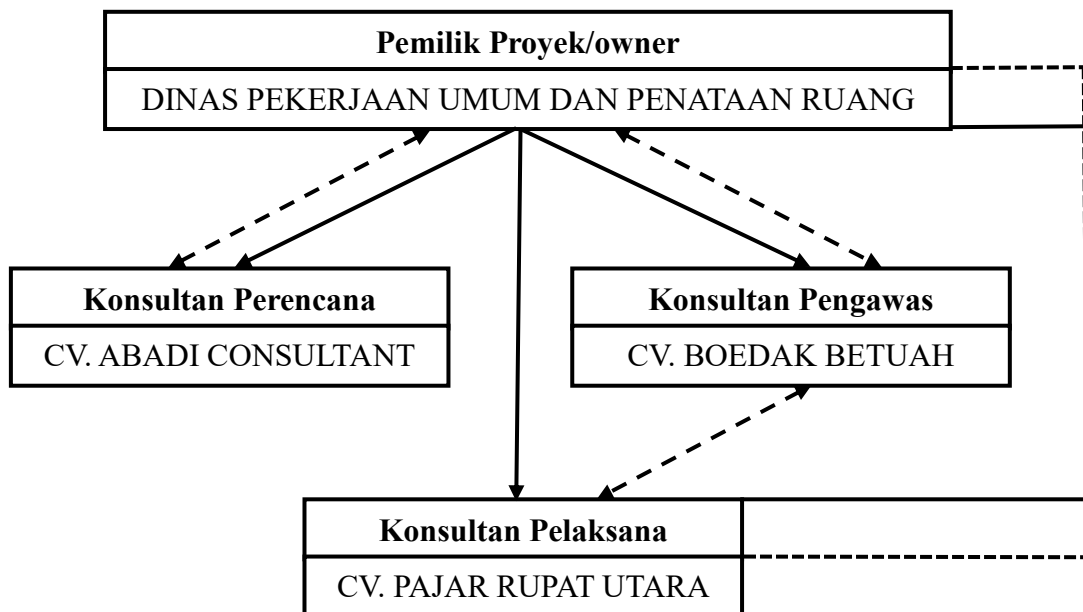 Pemilik Proyek/owner
DINAS PEKERJAAN UMUM DAN PENATAAN RUANG
Konsultan Perencana
CV. ABADI CONSULTANT
Konsultan Pengawas
CV. BOEDAK BETUAH
Konsultan Pelaksana
CV. PAJAR RUPAT UTARA